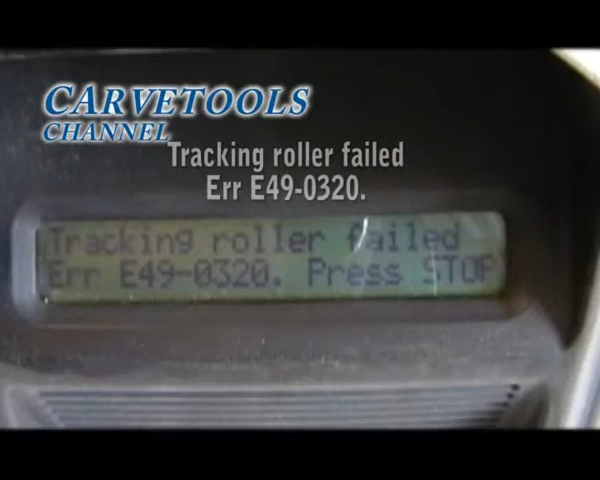 CARVETOOLS
CHANNEL
Tracking roller failed
Err E49-0320.
Tracking roller failed
Err E49-0320. Press STOP